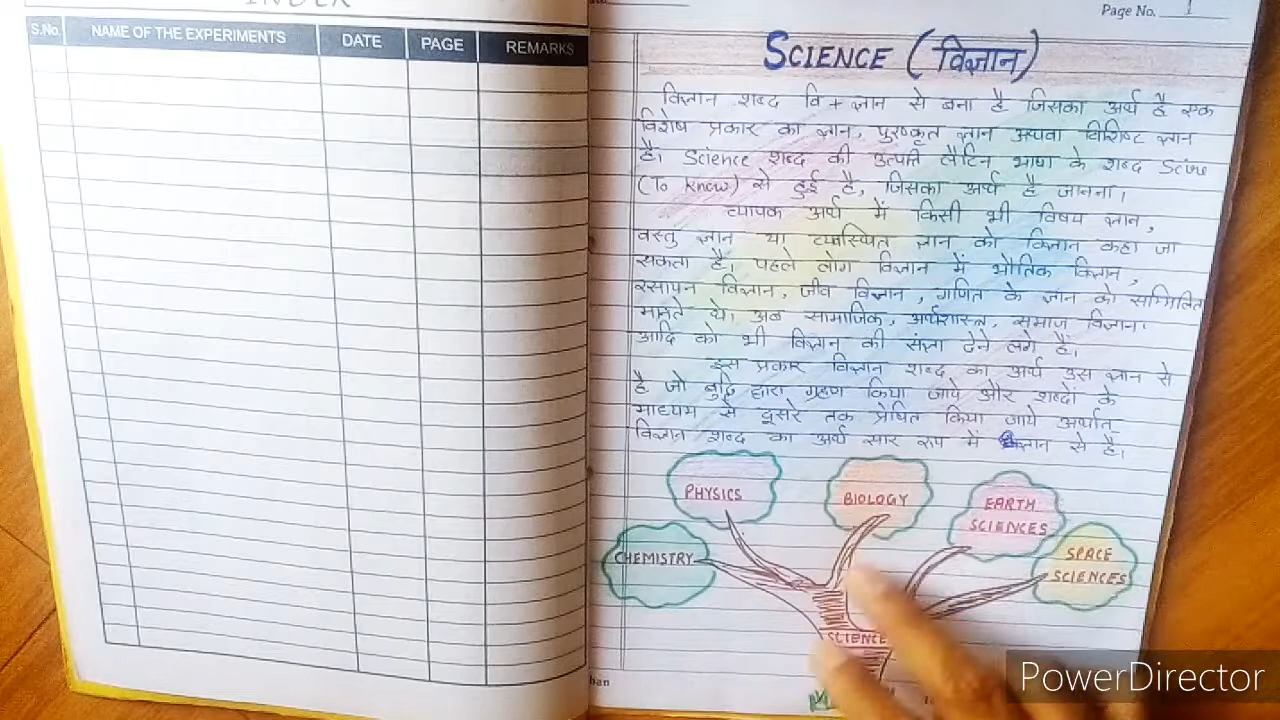 INDEX
S.No.
NAME OF THE EXPERIMENTS
DATE
PAGE
REMARKS
Page No. 1
SCIENCE (विज्ञान)
विज्ञान शब्द वि + ज्ञान से बना है जिसका अर्थ है एक
विशेष प्रकार का ज्ञान, पुरष्कृत ज्ञान अथवा विशिष्ट ज्ञान
है। Science शब्द की उत्पत्ति लैटिन भाषा के शब्द
(To know) से हुई है, जिसका अर्थ है जानना।
व्यापक अर्थ में किसी भी विषय ज्ञान,
वस्तु ज्ञान या ज्ञान को विज्ञान कहा जा
सकता है। पहले लोग विज्ञान में भौतिक विज्ञान,
रसायन विज्ञान, जीव विज्ञान, गणित के ज्ञान को सम्मिलित
मानते थे। अब सामाजिक, अर्थशास्त्र, समाज विज्ञान।
आदि को भी विज्ञान की संज्ञा देने लगे हैं।
इस प्रकार विज्ञान शब्द का अर्थ उस ज्ञान से
है जो बुद्धि द्वारा ग्रहण किया जाये और शब्दों के
माध्यम से दूसरे तक प्रेषित किया जाये अर्थात
विज्ञान शब्द का अर्थ सार रूप में ज्ञान से है।
PHYSICS
BIOLOGY
EARTH
SCIENCES
CHEMISTRY
SPACE
SCIENCES
SCIENCE
PowerDirector